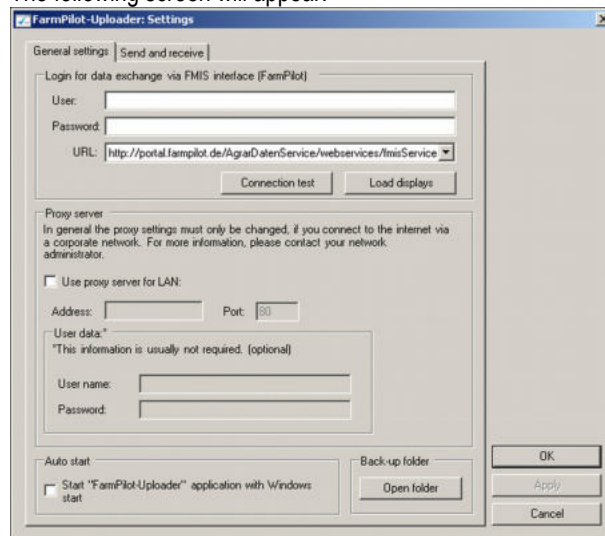 The following screen will appear:
FarmPilot-Uploader: Settings
General settings
Send and receive
Login for data exchange via FMIS interface (FarmPilot)
User:
Password:
URL: http://portal.farmpilot.de/AgrarDatenService/webservices/fmisService
Connection test
Load displays
Proxy server
In general the proxy settings must only be changed, if you connect to the internet via
a corporate network. For more information, please contact your network
administrator.
Use proxy server for LAN:
Address:
Port: 80
User data:*
*This information is usually not required. (optional)
User name:
Password:
Auto start
Start "FarmPilot-Uploader" application with Windows
start
Back-up folder
Open folder
OK
Apply
Cancel